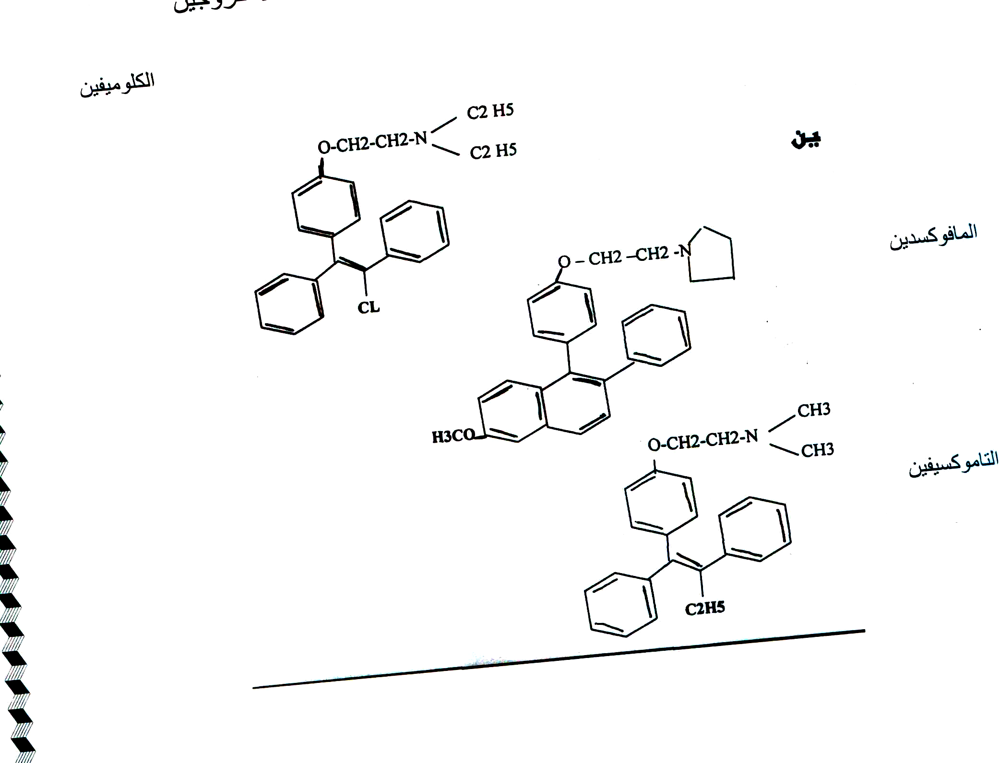 الكلوميفين
C2 H5
O-CH2-CH2-N
C2 H5
CL
ين
المافوكسدين
O – CH2 –CH2 -N
H3CO
التاموكسيفين
CH3
O-CH2-CH2-N
CH3
C2H5